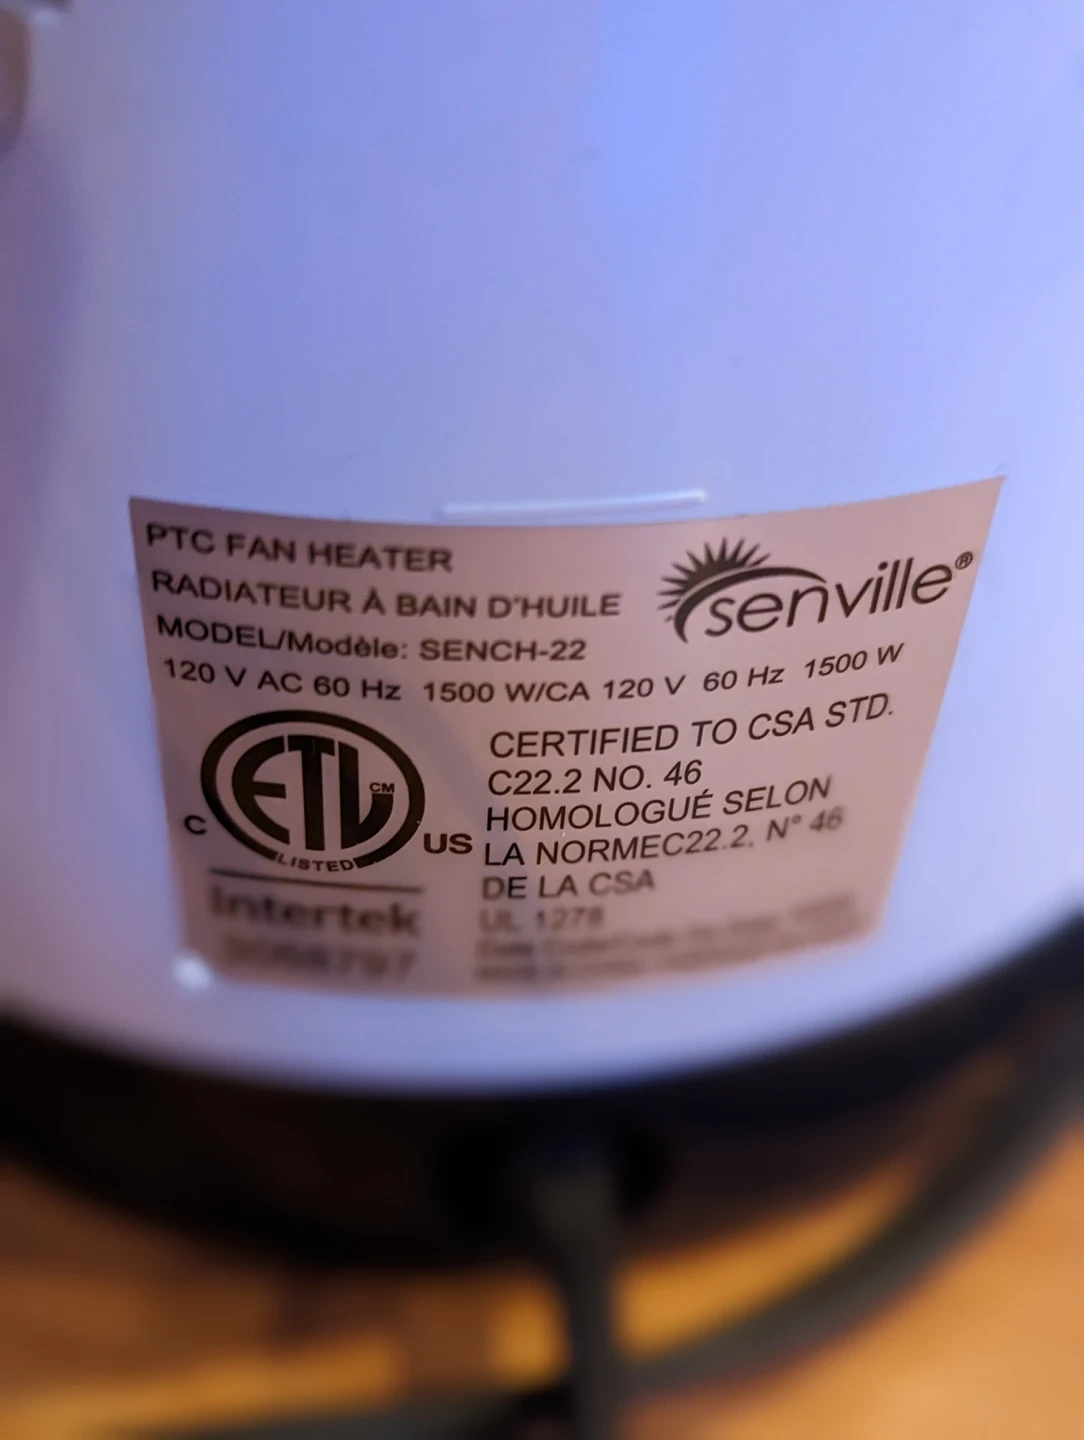 PTC FAN HEATER
RADIATEUR À BAIN D'HUILE
senville®
MODEL/Modèle: SENCH-22
120 V AC 60 Hz 1500 W/CA 120 V 60 Hz 1500 W
ETL CM
LISTED
C US
Intertek
CERTIFIED TO CSA STD.
C22.2 NO. 46
HOMOLOGUÉ SELON
LA NORMEC22.2, N° 46
DE LA CSA
UL 1278